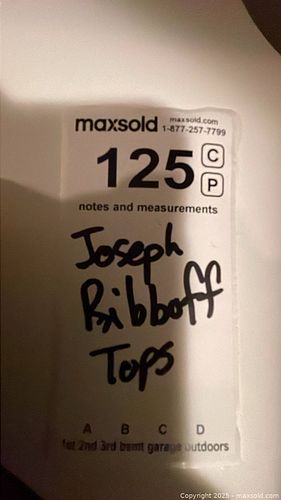 maxsold maxsold.com
1-877-257-7799
125 C
P
notes and measurements
Joseph
Ribboff
Tops
A B C D
1st 2nd 3rd bsmt garage outdoors
Copyright 2025 - maxsold.com